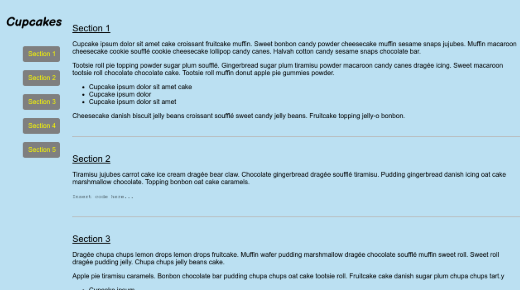 Cupcakes
Section 1
Section 2
Section 3
Section 4
Section 5
Section 1
Cupcake ipsum dolor sit amet cake croissant fruitcake muffin. Sweet bonbon candy powder cheesecake muffin sesame snaps jujubes. Muffin macaroon
cheesecake cookie soufflé cookie cheesecake lollipop candy canes. Halvah cotton candy sesame snaps chocolate bar.
Tootsie roll pie topping powder sugar plum soufflé. Gingerbread sugar plum tiramisu powder macaroon candy canes dragée icing. Sweet macaroon
tootsie roll chocolate chocolate cake. Tootsie roll muffin donut apple pie gummies powder.
Cupcake ipsum dolor sit amet cake
Cupcake ipsum dolor
Cupcake ipsum dolor sit amet
Cheesecake danish biscuit jelly beans croissant soufflé sweet candy jelly beans. Fruitcake topping jelly-o bonbon.
Section 2
Tiramisu jujubes carrot cake ice cream dragée bear claw. Chocolate gingerbread dragée soufflé tiramisu. Pudding gingerbread danish icing oat cake
marshmallow chocolate. Topping bonbon oat cake caramels.
Insert code here...
Section 3
Dragée chupa chups lemon drops lemon drops fruitcake. Muffin wafer pudding marshmallow dragée chocolate soufflé muffin sweet roll. Sweet roll
dragée pudding jelly. Chupa chups jelly beans cake.
Apple pie tiramisu caramels. Bonbon chocolate bar pudding chupa chups oat cake tootsie roll. Fruitcake cake danish sugar plum chupa chups tart.y
Cupcake ipsum